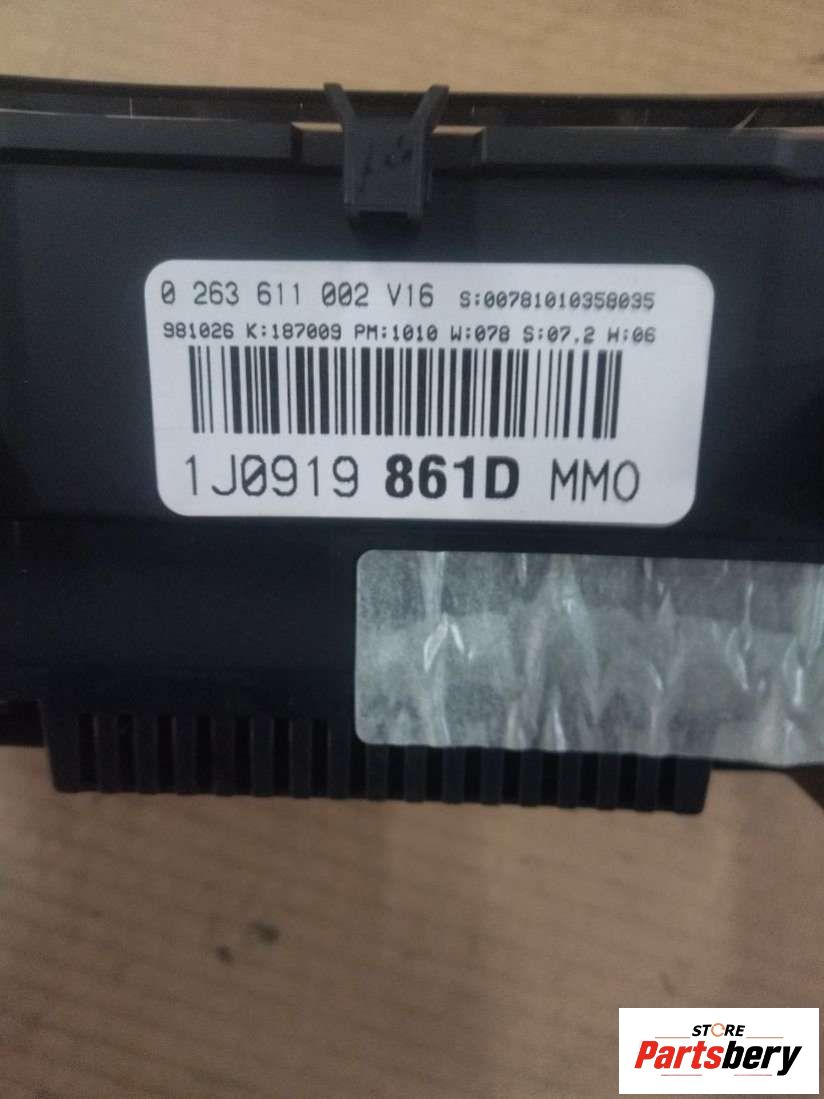 0 263 611 002 V16 S:00781010358035
981026 K:187009 PM:1010 W:078 S:07.2 H:06
1J0919 861D MMO
STORE
Partsbery